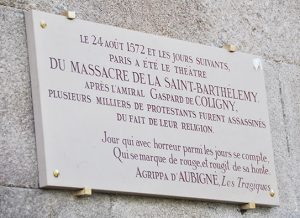 LE 24 AOUT 1572 ET LES JOURS SUIVANTS,
PARIS A ÉTÉ LE THÉATRE
DU MASSACRE DE LA SAINT-BARTHÉLEMY.
APRÈS L'AMIRAL GASPARD DE COLIGNY,
PLUSIEURS MILLIERS DE PROTESTANTS FURENT ASSASSINÉS
DU FAIT DE LEUR RELIGION.
Jour qui avec horreur parmi les jours se compte,
Qui se marque de rouge et rougit de sa honte.
AGRIPPA D'AUBIGNÉ, Les Tragiques